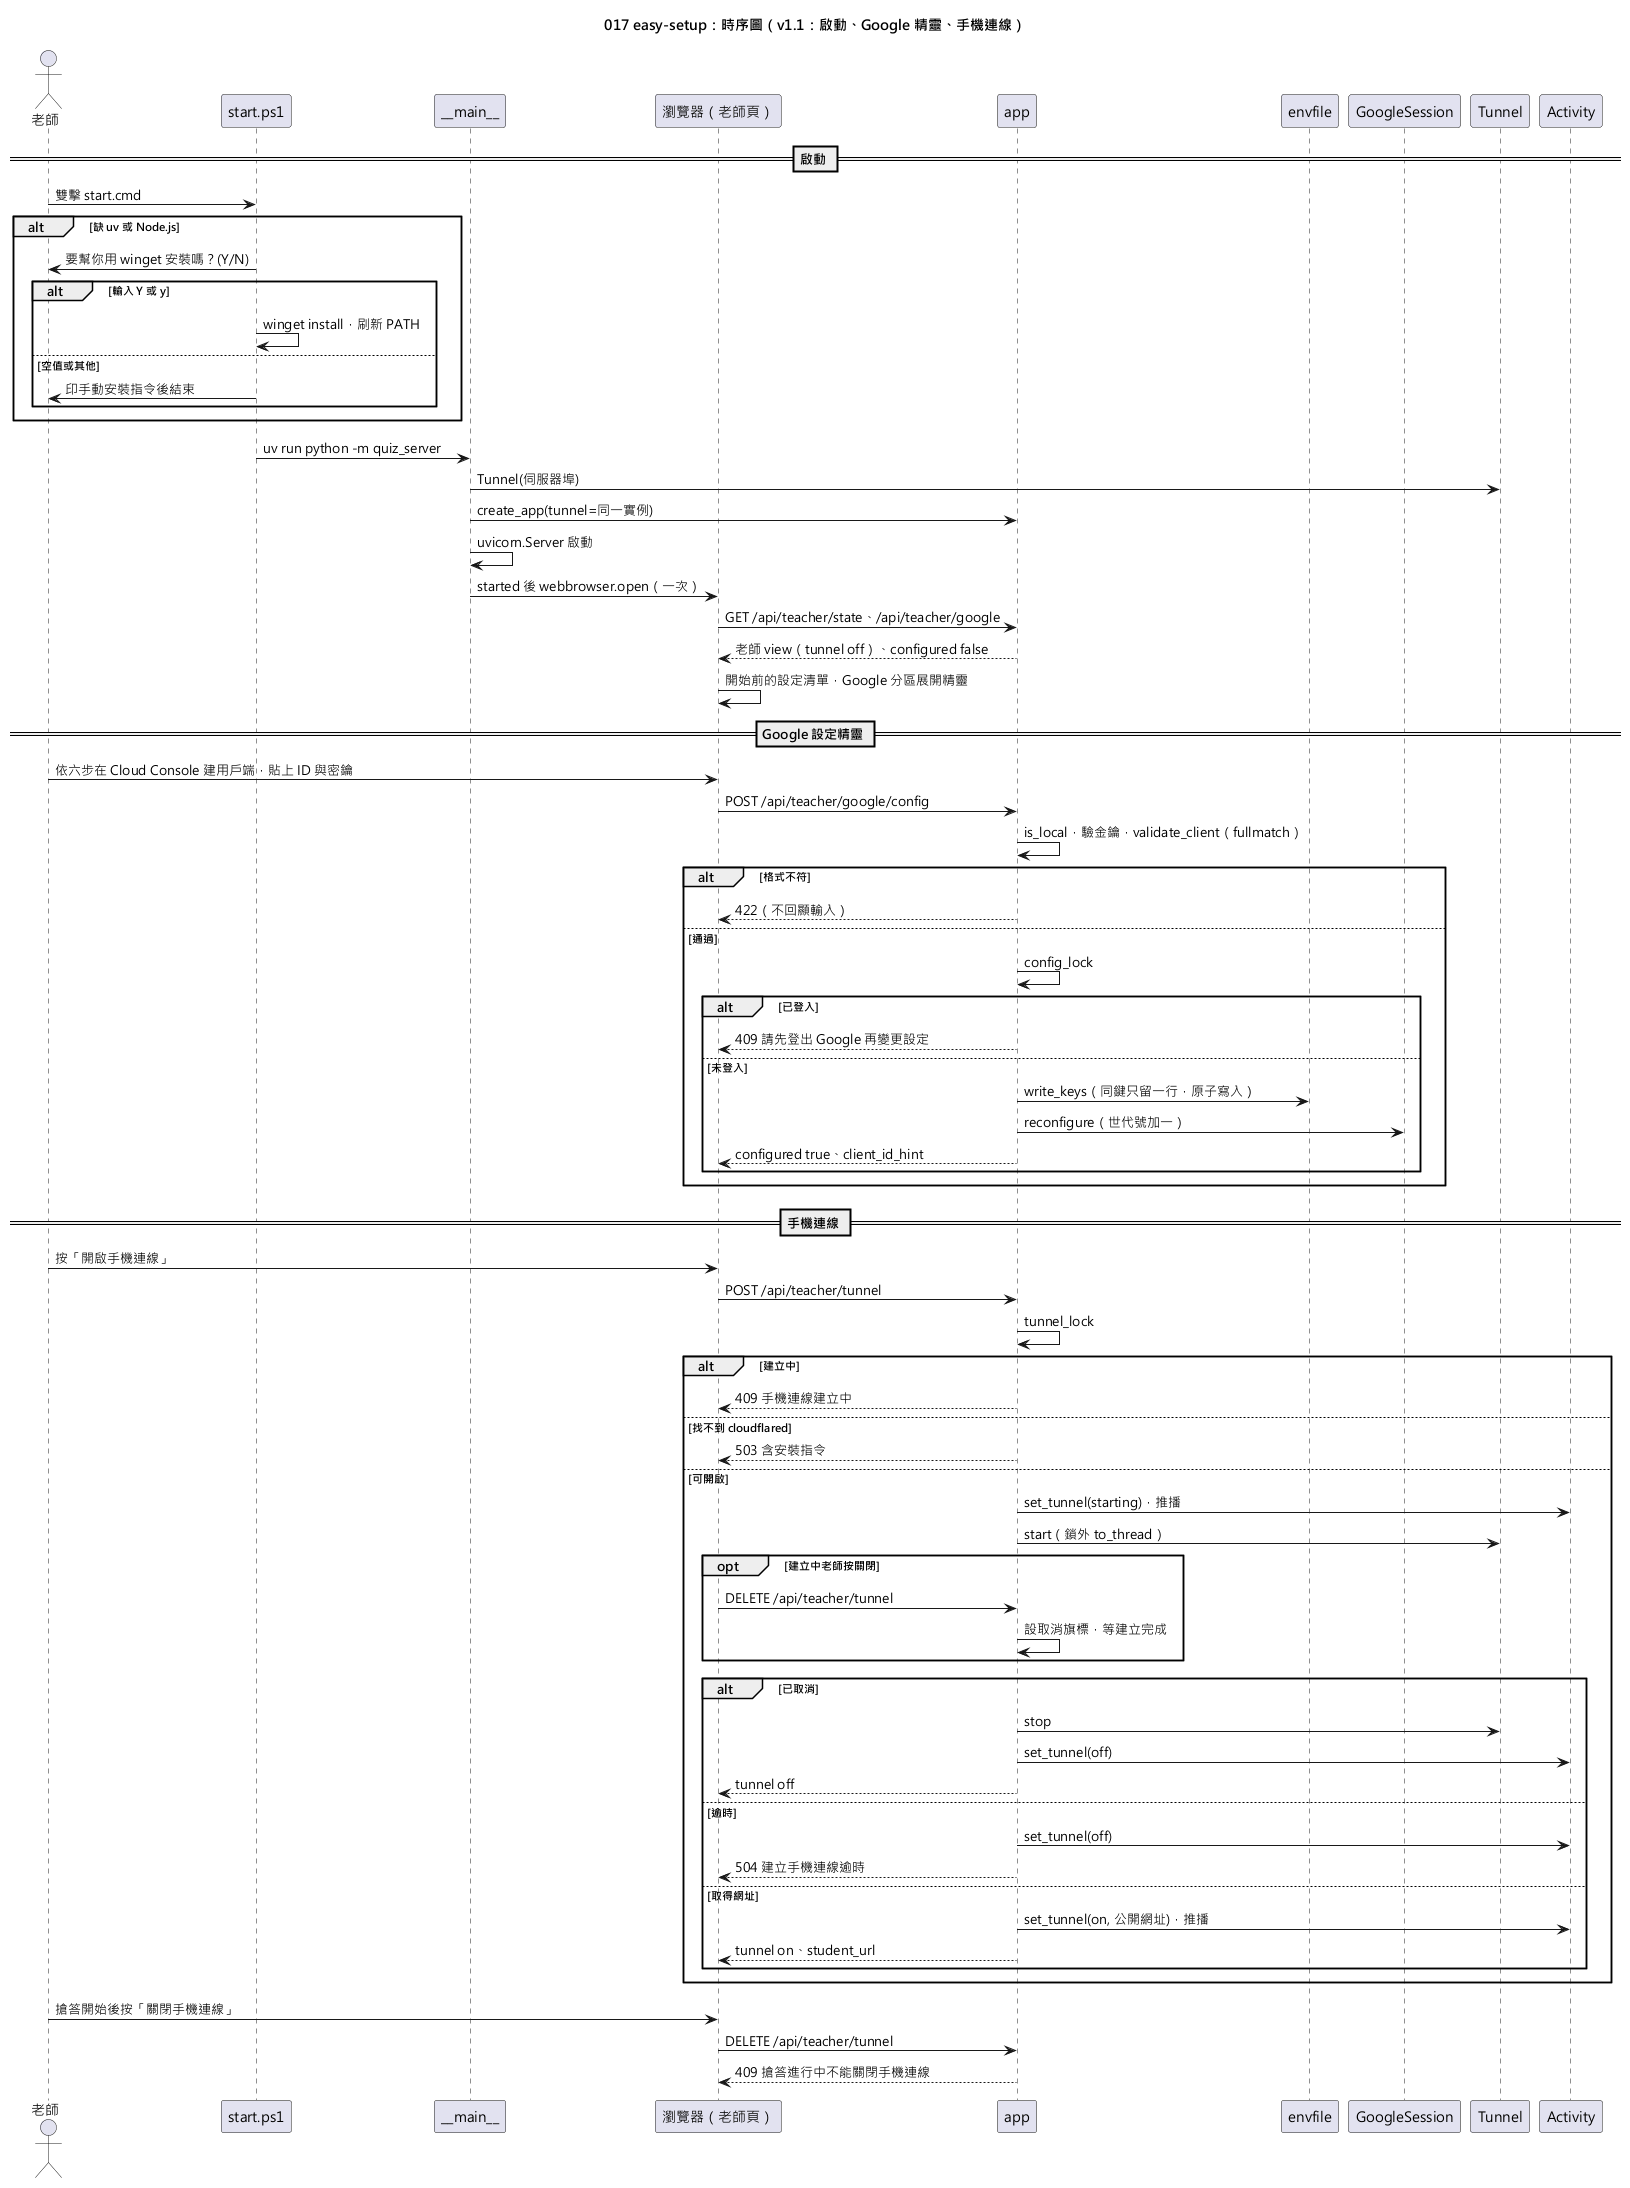 017 easy-setup：時序圖（v1.1：啟動、Google 精靈、手機連線）
老師
start.ps1
__main__
瀏覽器（老師頁）
app
envfile
GoogleSession
Tunnel
Activity
啟動
雙擊 start.cmd
alt [缺 uv 或 Node.js]
要幫你用 winget 安裝嗎？(Y/N)
alt [輸入 Y 或 y]
winget install，刷新 PATH
[空值或其他]
印手動安裝指令後結束
uv run python -m quiz_server
Tunnel(伺服器埠)
create_app(tunnel=同一實例)
uvicorn.Server 啟動
started 後 webbrowser.open（一次）
GET /api/teacher/state、/api/teacher/google
老師 view（tunnel off）、configured false
開始前的設定清單，Google 分區展開精靈
Google 設定精靈
依六步在 Cloud Console 建用戶端，貼上 ID 與密鑰
POST /api/teacher/google/config
is_local，驗金鑰，validate_client（fullmatch）
alt [格式不符]
422（不回顯輸入）
[通過]
config_lock
alt [已登入]
409 請先登出 Google 再變更設定
[未登入]
write_keys（同鍵只留一行，原子寫入）
reconfigure（世代號加一）
configured true、client_id_hint
手機連線
按「開啟手機連線」
POST /api/teacher/tunnel
tunnel_lock
alt [建立中]
409 手機連線建立中
[找不到 cloudflared]
503 含安裝指令
[可開啟]
set_tunnel(starting)，推播
start（鎖外 to_thread）
opt [建立中老師按關閉]
DELETE /api/teacher/tunnel
設取消旗標，等建立完成
alt [已取消]
stop
set_tunnel(off)
tunnel off
[逾時]
set_tunnel(off)
504 建立手機連線逾時
[取得網址]
set_tunnel(on, 公開網址)，推播
tunnel on、student_url
搶答開始後按「關閉手機連線」
DELETE /api/teacher/tunnel
409 搶答進行中不能關閉手機連線
老師
start.ps1
__main__
瀏覽器（老師頁）
app
envfile
GoogleSession
Tunnel
Activity